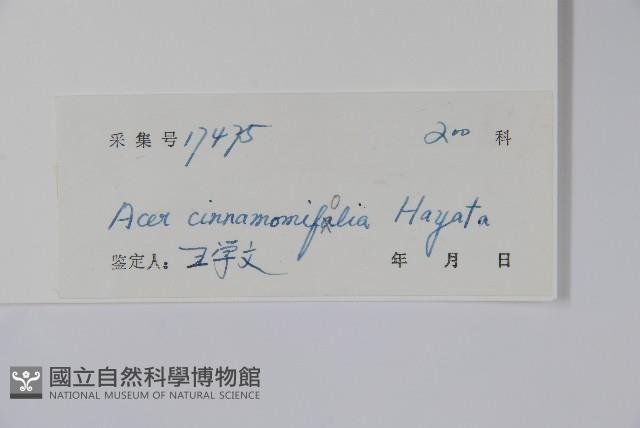 采集号 17475 200 科
Acer cinnamomifolia Hayata
鉴定人: 王学文 年 月 日
國立自然科學博物館
NATIONAL MUSEUM OF NATURAL SCIENCE